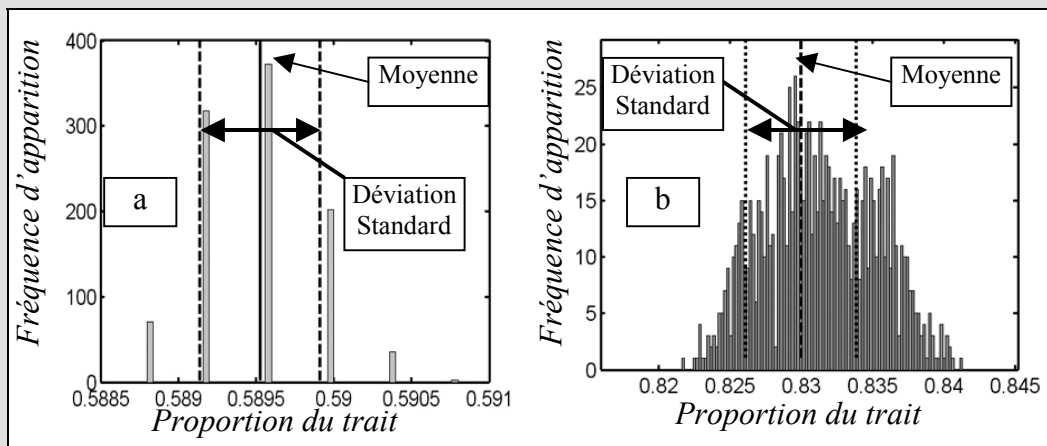 Fréquence d'apparition
400
300
200
100
0
0.5885
0.589
0.5895
0.59
0.5905
0.591
Proportion du trait
a
Moyenne
Déviation
Standard
Fréquence d'apparition
25
20
15
10
5
0
0.82
0.825
0.83
0.835
0.84
0.845
Proportion du trait
b
Déviation
Standard
Moyenne